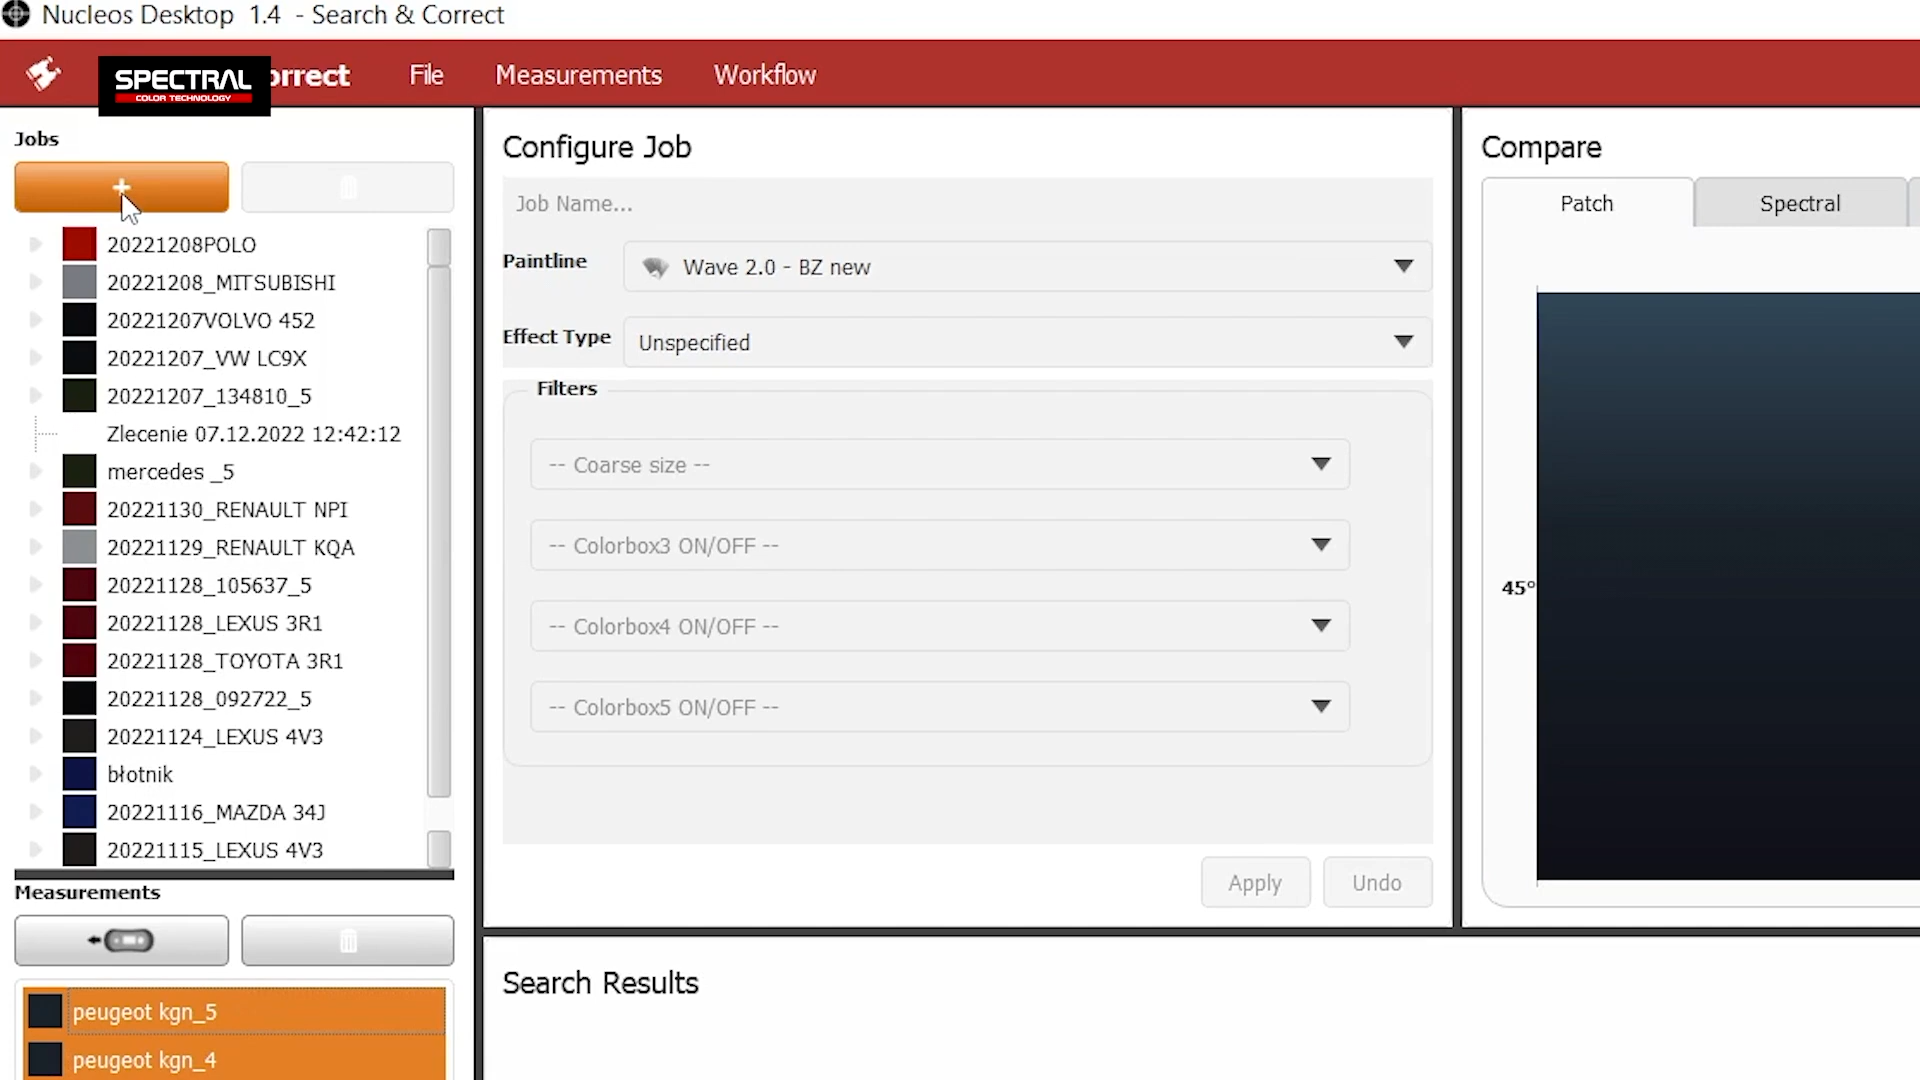 Nucleos Desktop 1.4 - Search & Correct
SPECTRAL
COLOR TECHNOLOGY
orrect
File
Measurements
Workflow
Jobs
20221208POLO
20221208_MITSUBISHI
20221207VOLVO 452
20221207_VW LC9X
20221207_134810_5
Zlecenie 07.12.2022 12:42:12
mercedes _5
20221130_RENAULT NPI
20221129_RENAULT KQA
20221128_105637_5
20221128_LEXUS 3R1
20221128_TOYOTA 3R1
20221128_092722_5
20221124_LEXUS 4V3
błotnik
20221116_MAZDA 34J
20221115_LEXUS 4V3
Measurements
peugeot kgn_5
peugeot kgn_4
Configure Job
Job Name...
Paintline
Wave 2.0 - BZ new
Effect Type
Unspecified
Filters
-- Coarse size --
-- Colorbox3 ON/OFF --
-- Colorbox4 ON/OFF --
-- Colorbox5 ON/OFF --
Apply
Undo
Search Results
Compare
Patch
Spectral
45°